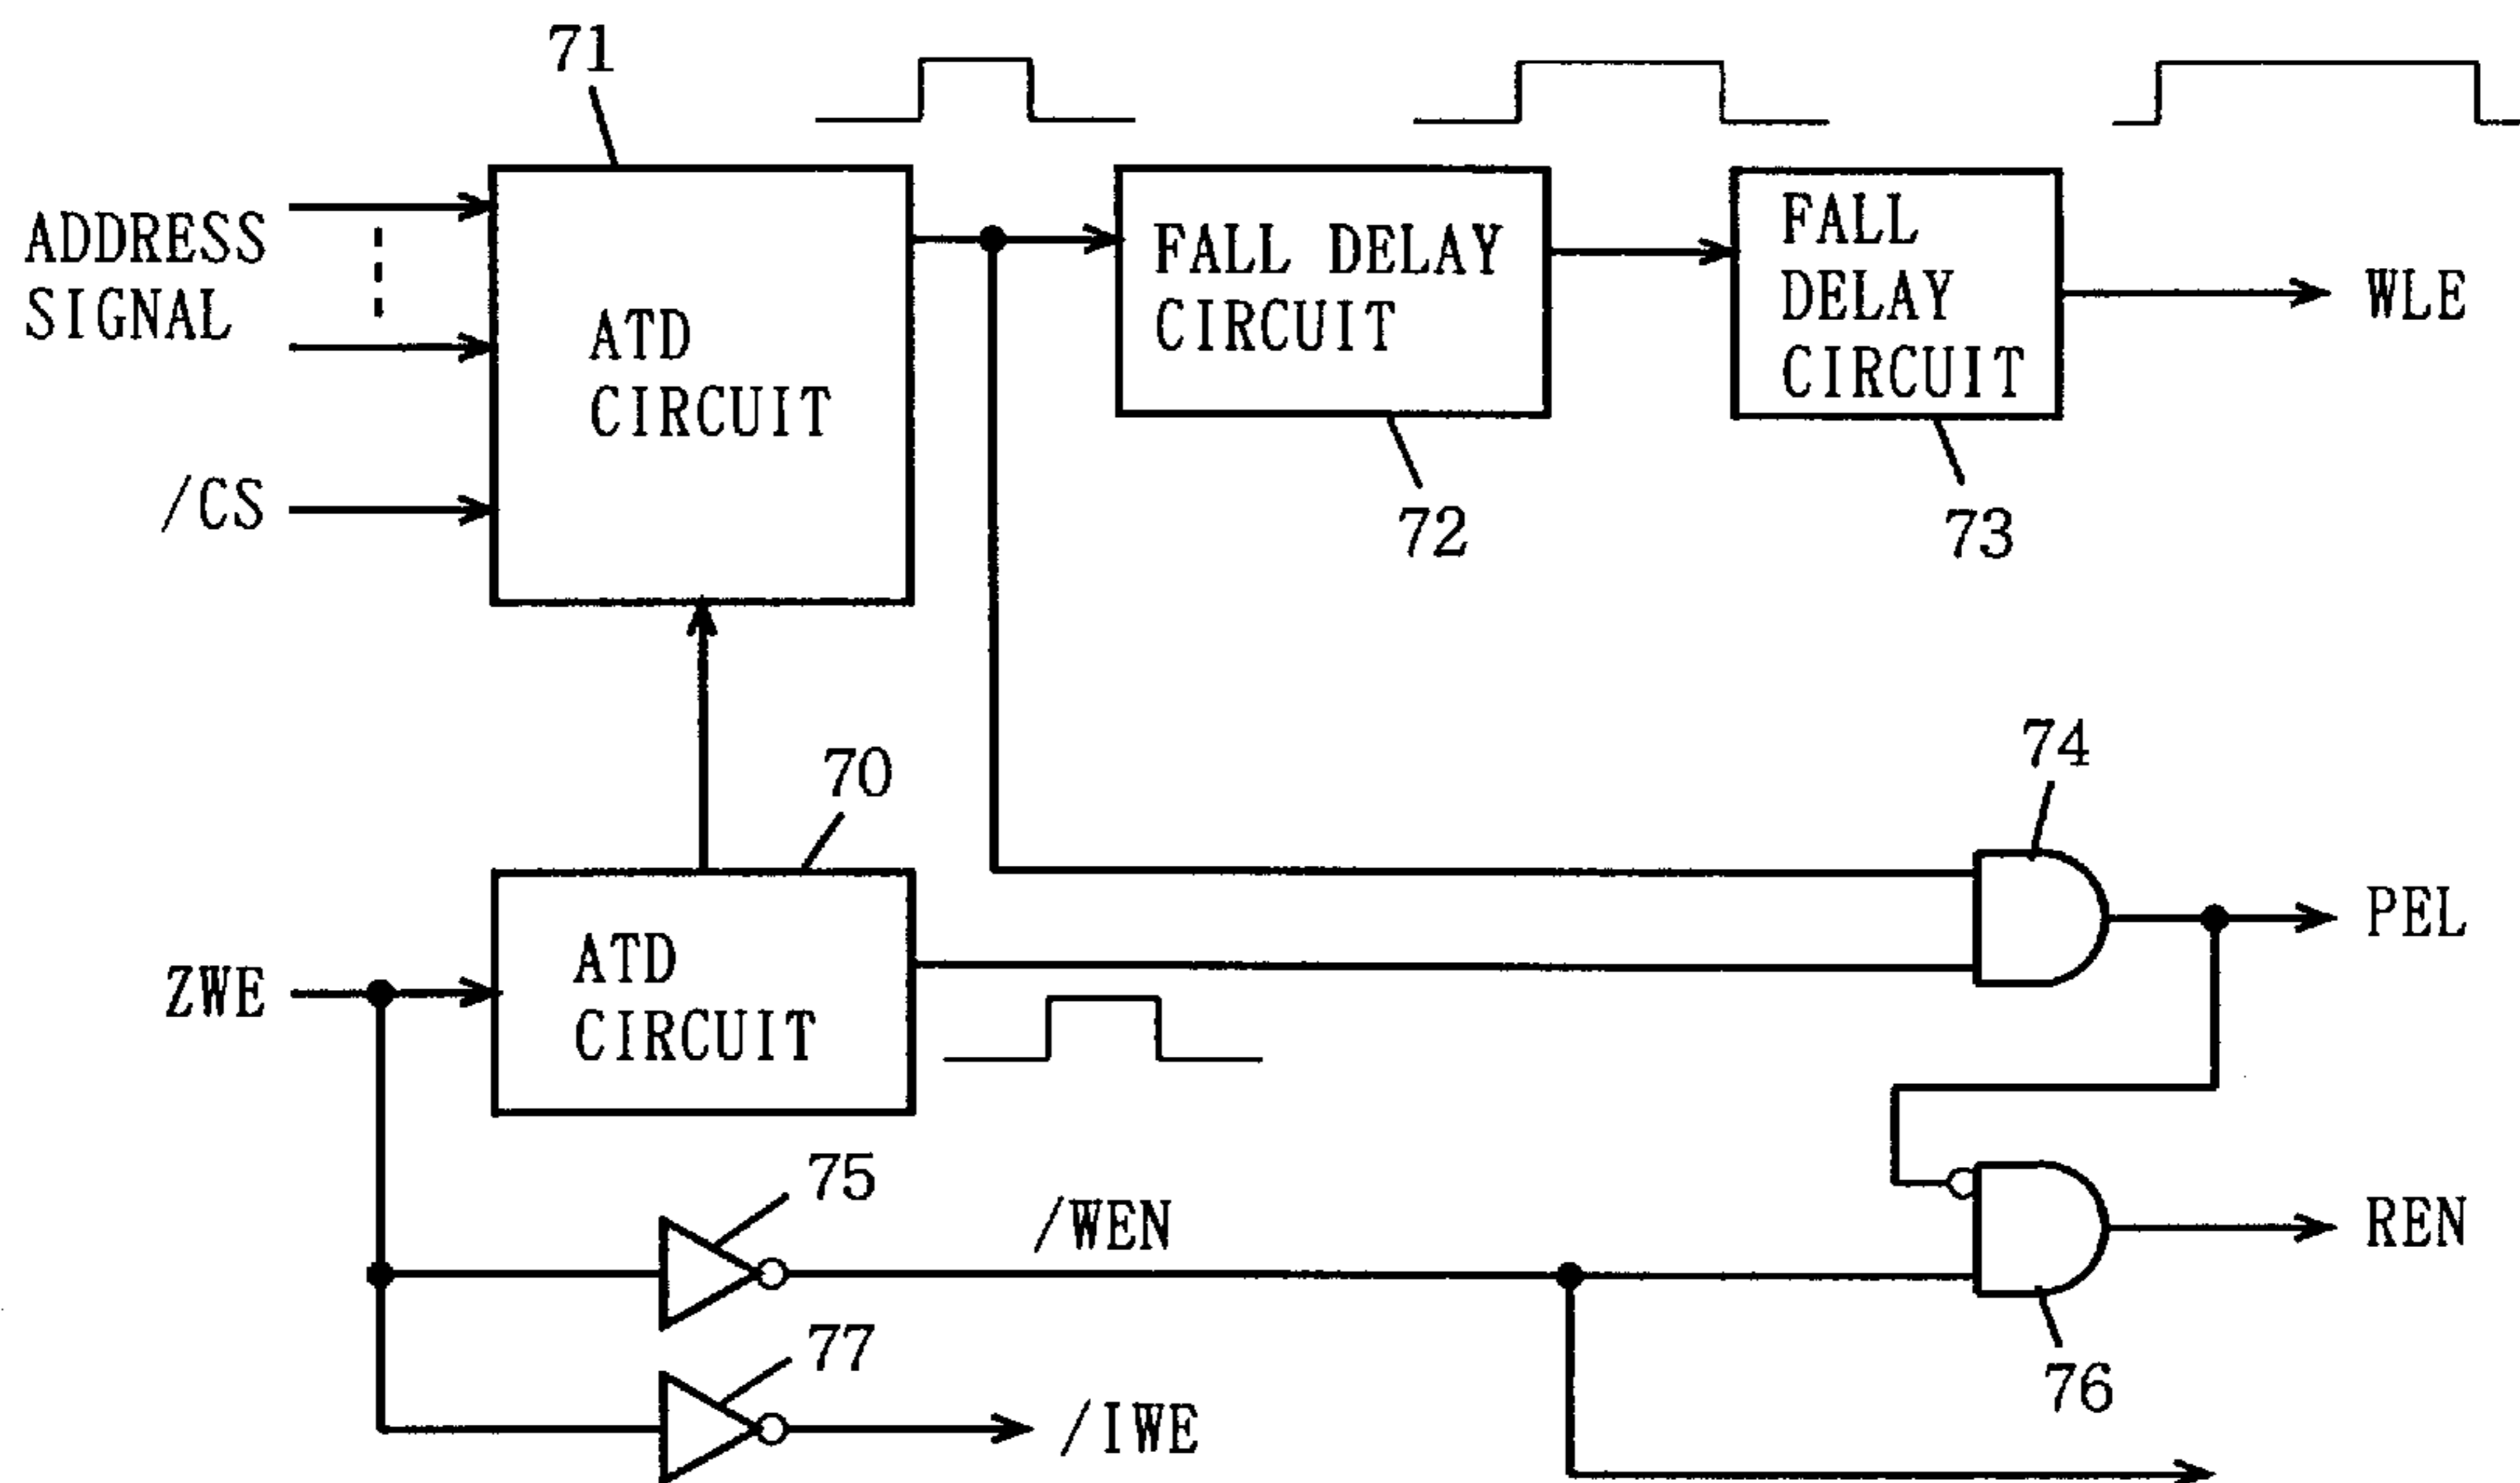 71
ADDRESS
SIGNAL
/CS
ATD
CIRCUIT
FALL DELAY
CIRCUIT
72
FALL
DELAY
CIRCUIT
73
WLE
70
ZWE
ATD
CIRCUIT
74
PEL
75
/WEN
REN
76
77
/IWE